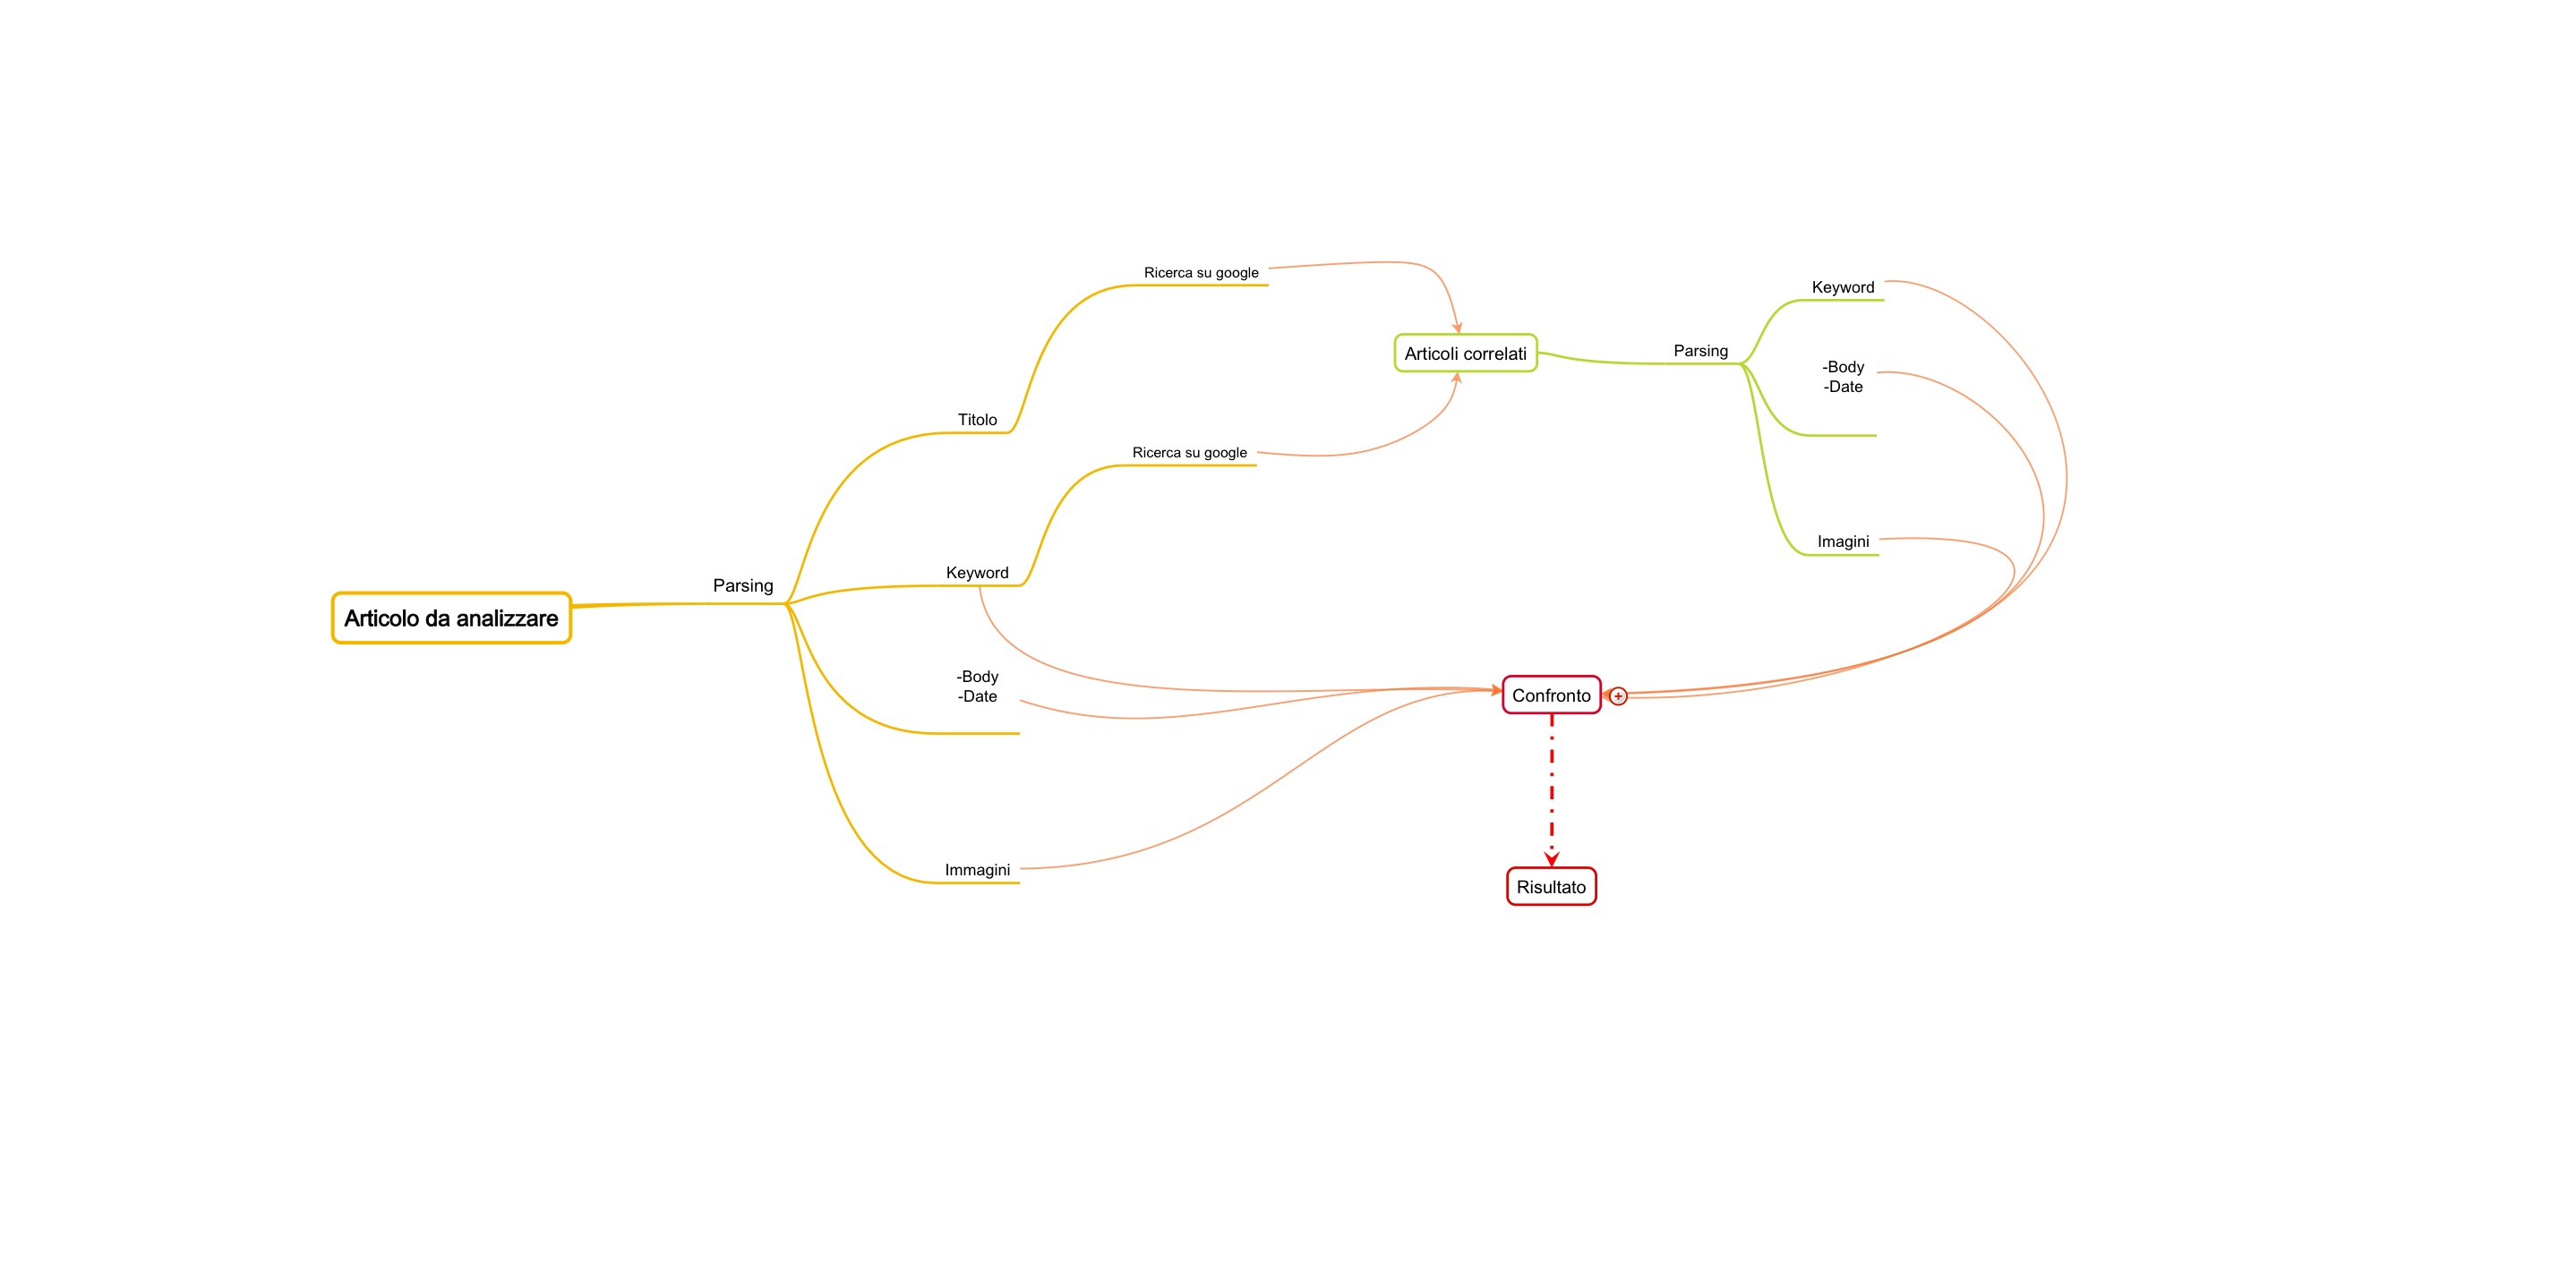 Articolo da analizzare
Parsing
Titolo
Ricerca su google
Keyword
Ricerca su google
-Body
-Date
Immagini
Articoli correlati
Parsing
Keyword
-Body
-Date
Imagini
Confronto
Risultato